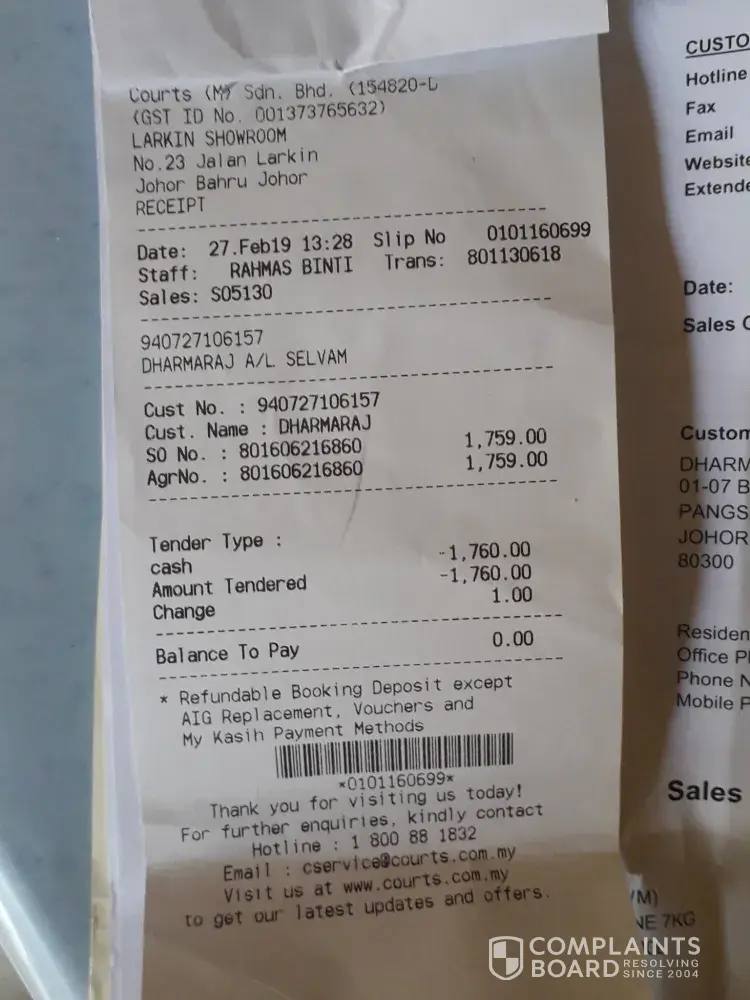 Courts (M) Sdn. Bhd. (154820-D
(GST ID No. 001373765632)
LARKIN SHOWROOM
No.23 Jalan Larkin
Johor Bahru Johor
RECEIPT
Date: 27.Feb19 13:28 Slip No 0101160699
Staff: RAHMAS BINTI Trans: 801130618
Sales: S05130
940727106157
DHARMARAJ A/L SELVAM
Cust No. : 940727106157
Cust. Name : DHARMARAJ
SO No. : 801606216860 1,759.00
AgrNo. : 801606216860 1,759.00
Tender Type :
cash -1,760.00
Amount Tendered -1,760.00
Change 1.00
Balance To Pay 0.00
* Refundable Booking Deposit except
AIG Replacement, Vouchers and
My Kasih Payment Methods
*0101160699*
Thank you for visiting us today!
For further enquiries, kindly contact
Hotline : 1 800 88 1832
Email : cservice@courts.com.my
Visit us at www.courts.com.my
to get our latest updates and offers.
CUSTO
Hotline
Fax
Email
Website
Extende
Date:
Sales
Custom
DHARM
01-07 B
PANGS
JOHOR
80300
Residen
Office P
Phone N
Mobile P
Sales
/M)
NE 7KG
COMPLAINTS
BOARD RESOLVING
SINCE 2004